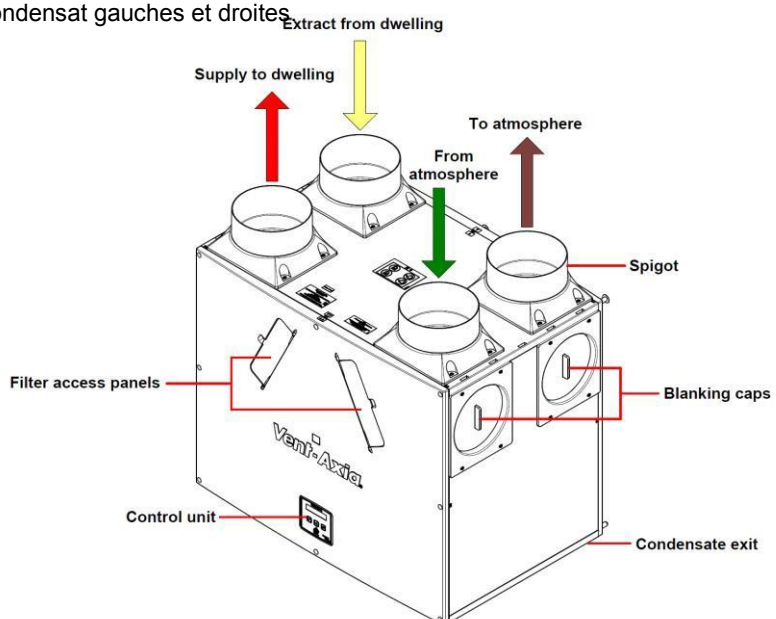 ondensat gauches et droites.
Extract from dwelling
Supply to dwelling
To atmosphere
From
atmosphere
Spigot
Filter access panels
Blanking caps
Vent-Axia
Control unit
Condensate exit